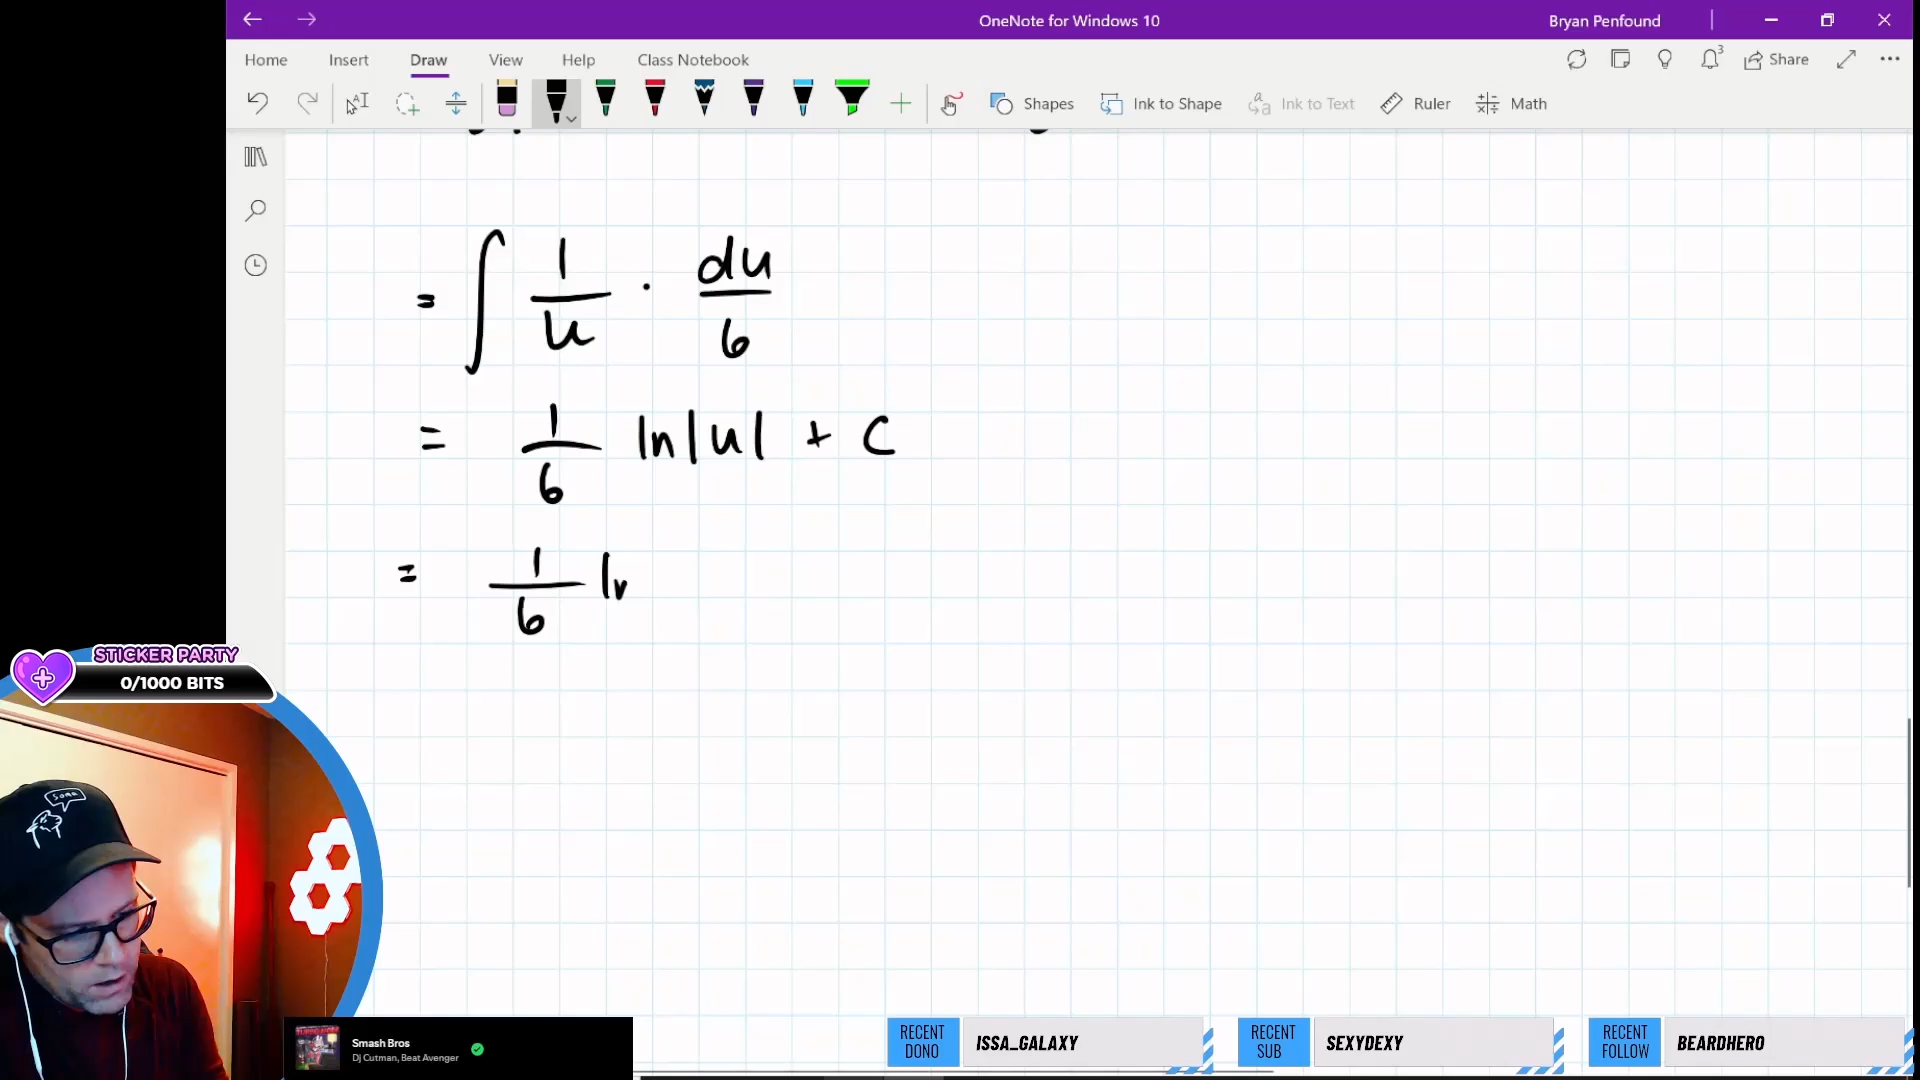 OneNote for Windows 10
Bryan Penfound
Home Insert Draw View Help Class Notebook
3 Share
Shapes Ink to Shape Ink to Text Ruler Math
= ∫ 1/u · du/6
= 1/6 ln|u| + C
= 1/6 ln
STICKER PARTY
0/1000 BITS
Smash Bros
Dj Cutman, Beat Avenger
RECENT DONO ISSA_GALAXY
RECENT SUB SEXYDEXY
RECENT FOLLOW BEARDHERO